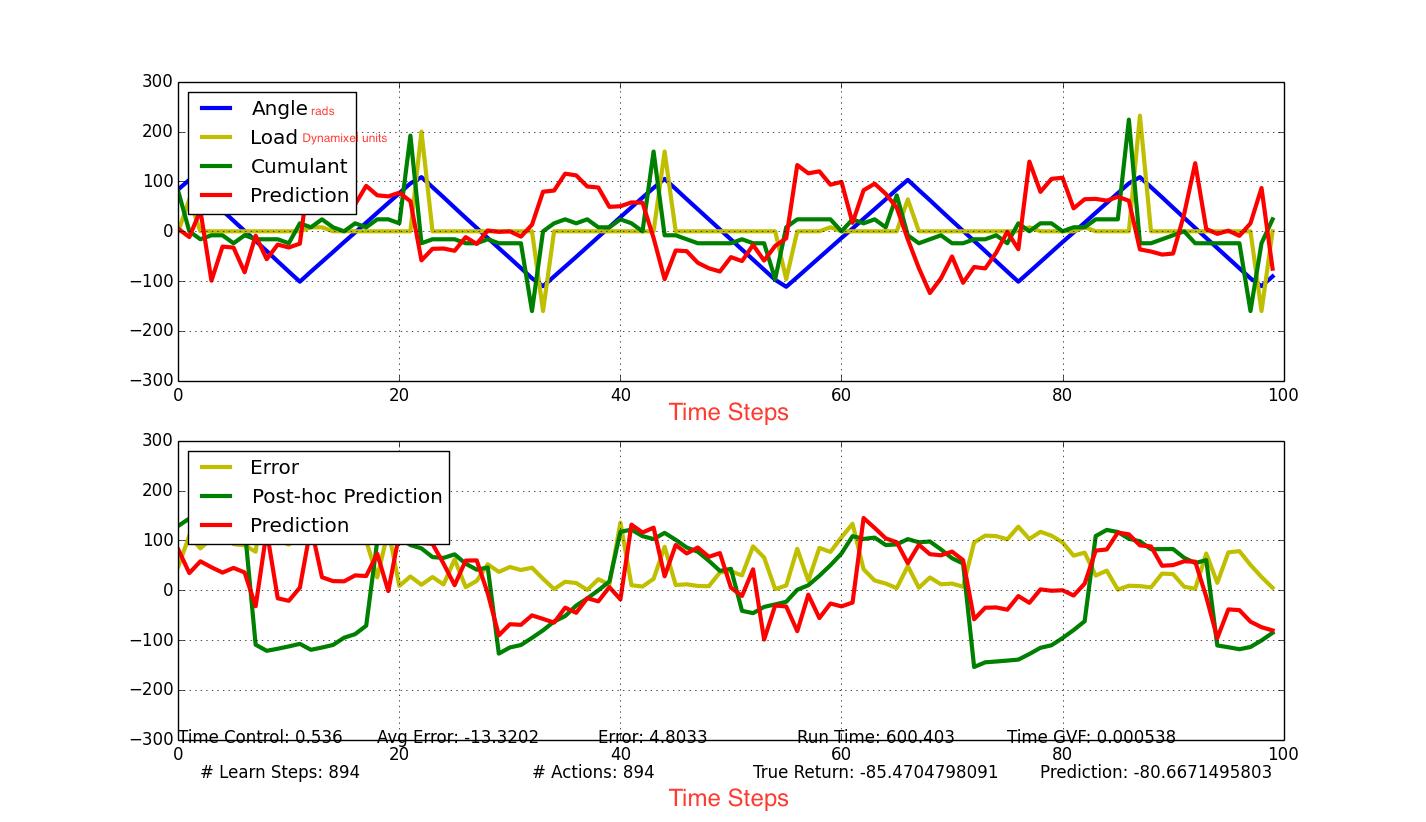 300
200
100
0
−100
−200
−300
Angle rads
Load Dynamixel units
Cumulant
Prediction
0 20 40 60 80 100
Time Steps
300
200
100
0
−100
−200
−300
Error
Post-hoc Prediction
Prediction
0 20 40 60 80 100
Time Control: 0.536 Avg Error: -13.3202 Error: 4.8033 Run Time: 600.403 Time GVF: 0.000538
# Learn Steps: 894 # Actions: 894 True Return: -85.4704798091 Prediction: -80.6671495803
Time Steps